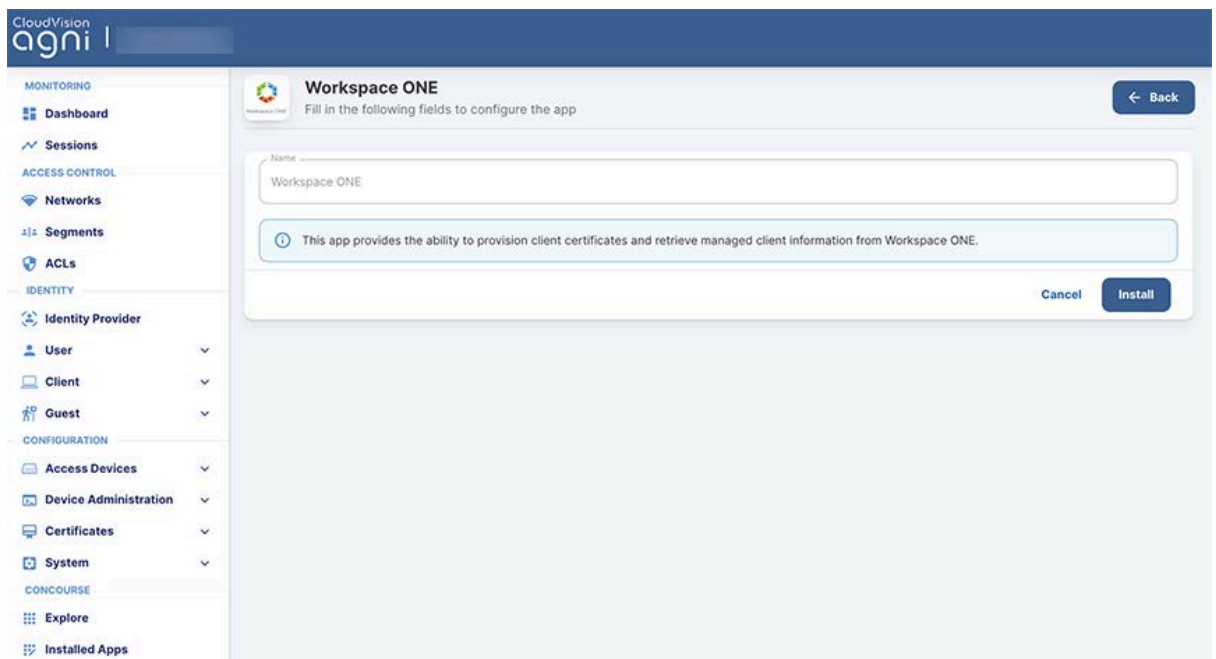 CloudVision
agni
MONITORING
Dashboard
Sessions
ACCESS CONTROL
Networks
Segments
ACLs
IDENTITY
Identity Provider
User
Client
Guest
CONFIGURATION
Access Devices
Device Administration
Certificates
System
CONCOURSE
Explore
Installed Apps
Workspace ONE
Workspace ONE
Fill in the following fields to configure the app
← Back
Name
Workspace ONE
This app provides the ability to provision client certificates and retrieve managed client information from Workspace ONE.
Cancel
Install